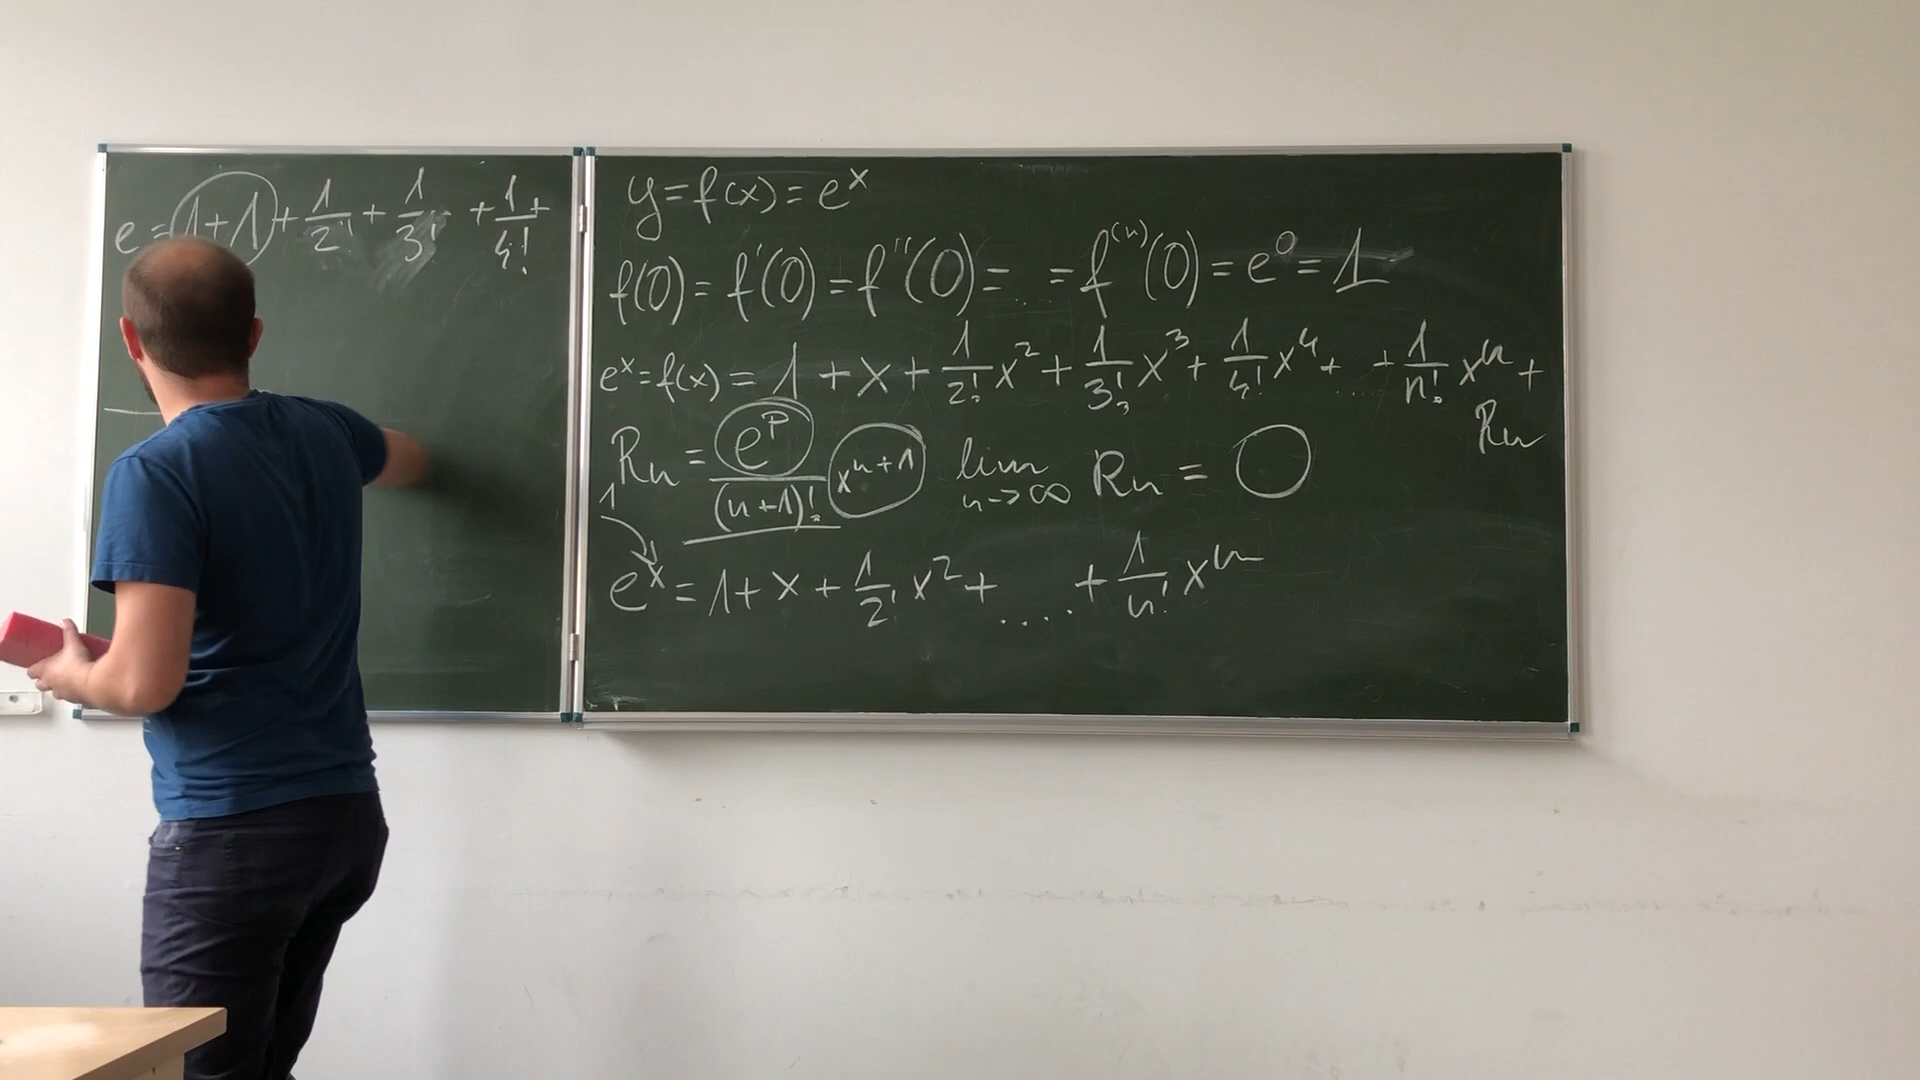 e = 1 + 1 + 1/2! + 1/3! + 1/4! +
y = f(x) = e^x
f(0) = f'(0) = f''(0) = ... = f^(n)(0) = e^0 = 1
e^x = f(x) = 1 + x + 1/2! x^2 + 1/3! x^3 + 1/4! x^4 + .... + 1/n! x^n +
Rn
Rn = e^p/(n+1)! x^(n+1) lim n→∞ Rn = 0
1
e^x = 1 + x + 1/2! x^2 + .... + 1/n! x^n